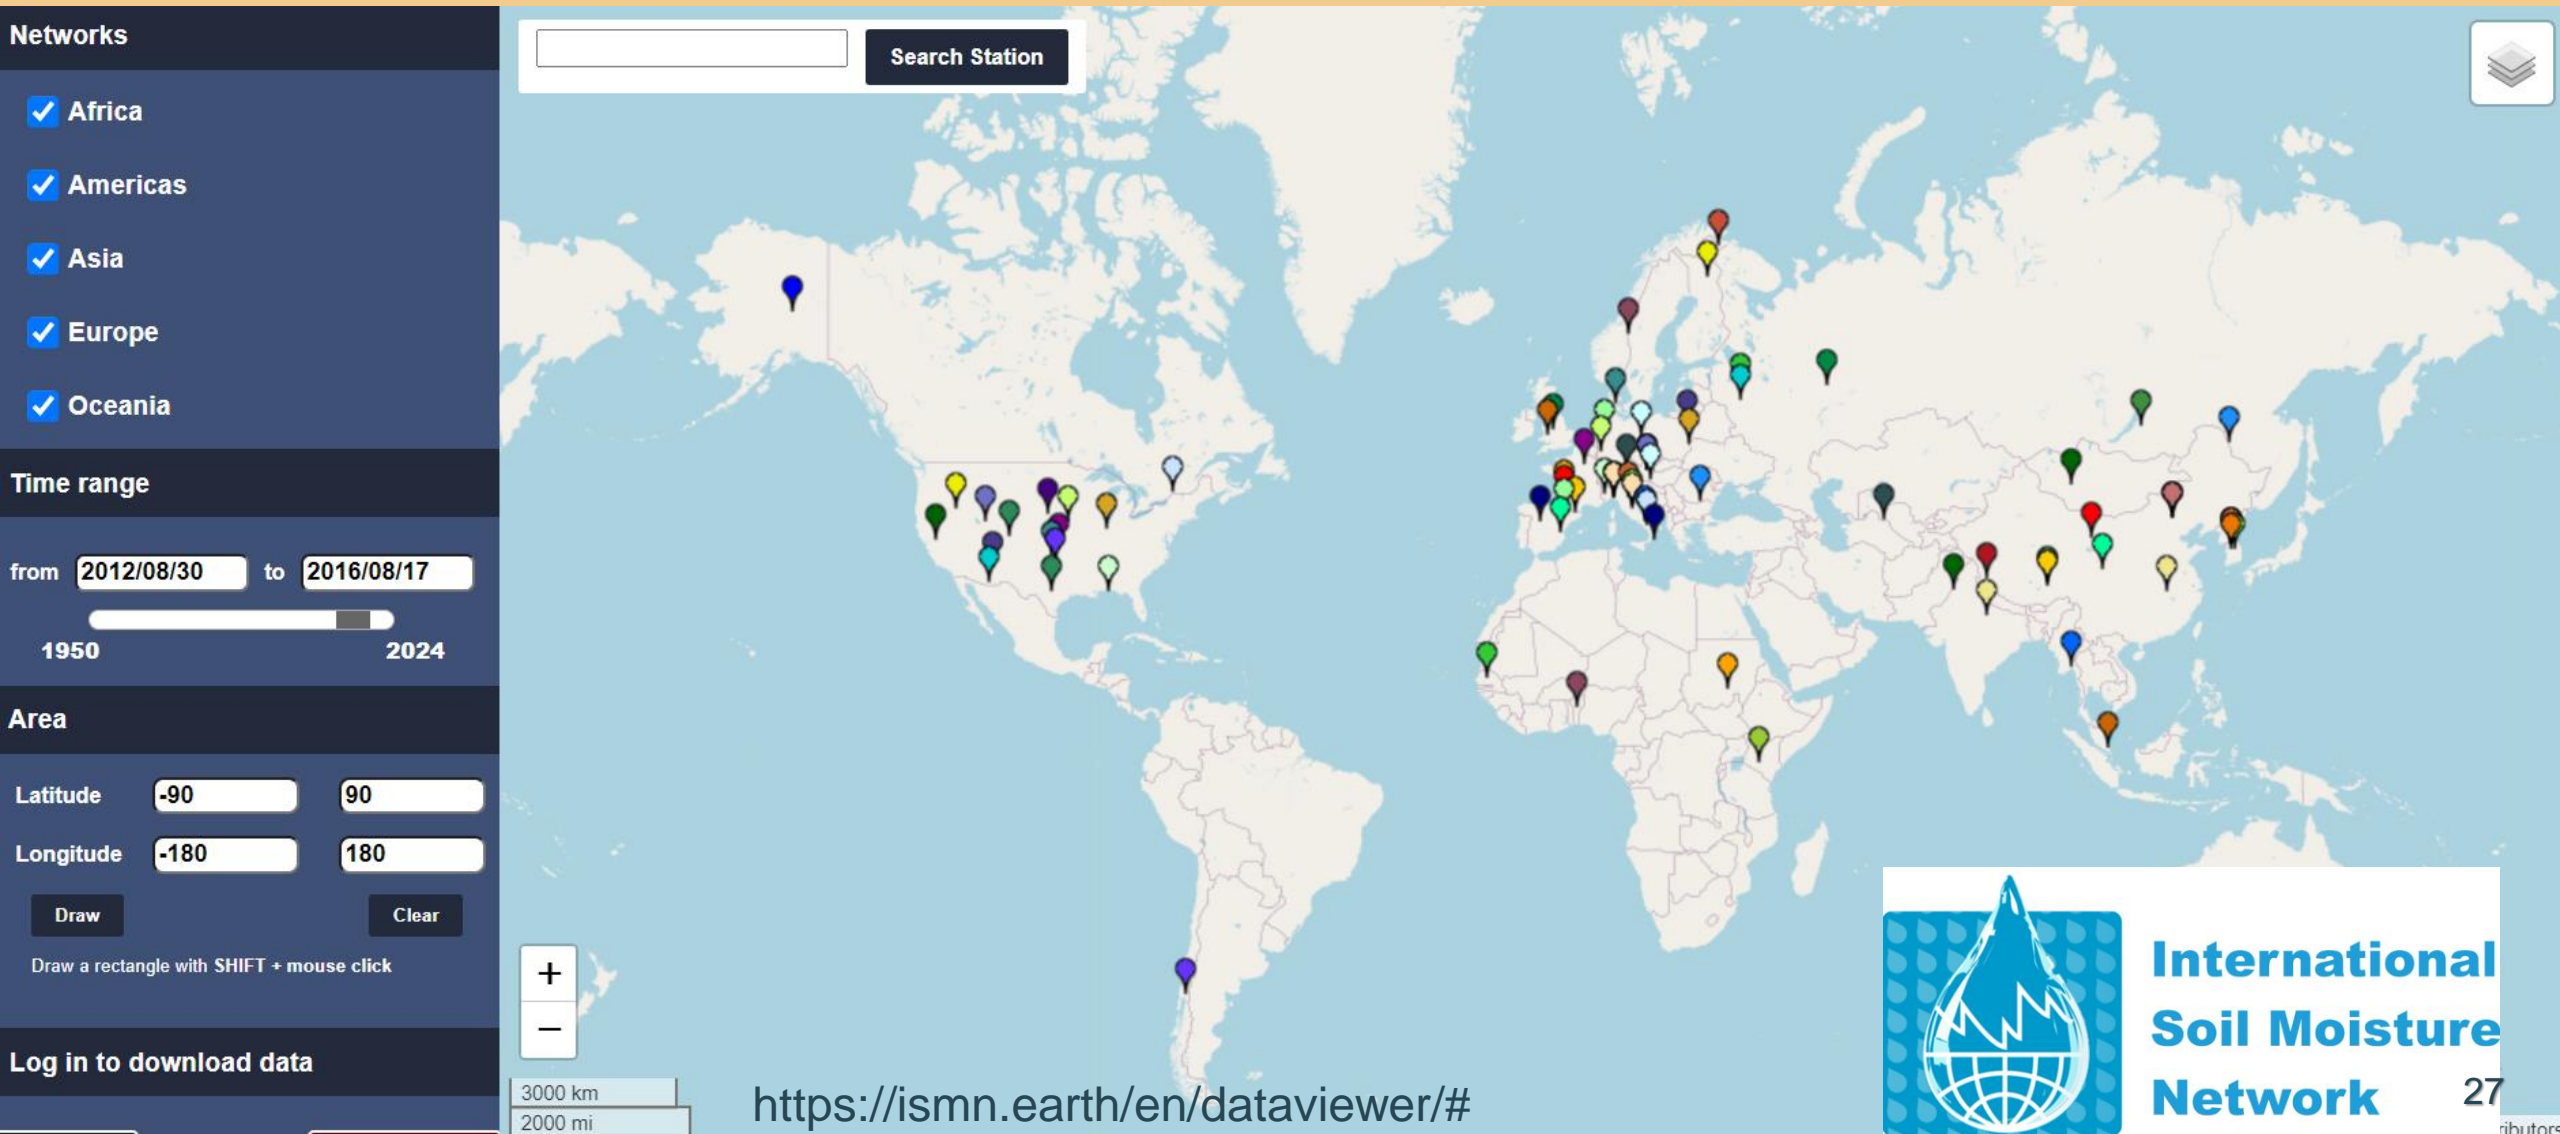 Networks
Africa
Americas
Asia
Europe
Oceania
Time range
from 2012/08/30 to 2016/08/17
1950 2024
Area
Latitude -90 90
Longitude -180 180
Draw Clear
Draw a rectangle with SHIFT + mouse click
Log in to download data
Search Station
+
−
3000 km
2000 mi
https://ismn.earth/en/dataviewer/#
International
Soil Moisture
Network
27